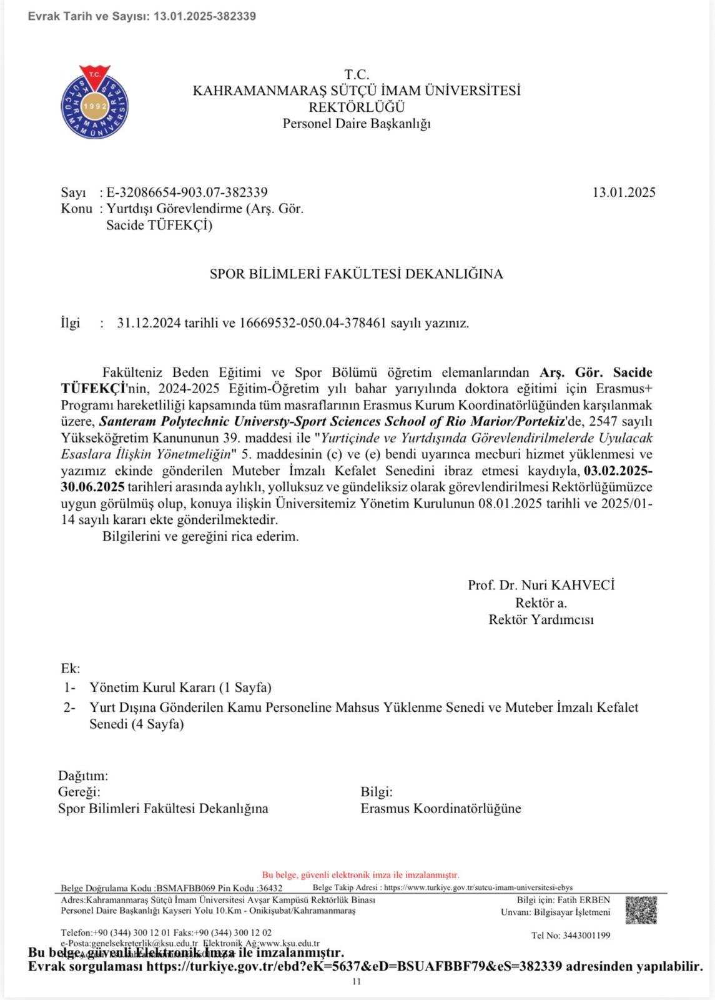 Evrak Tarih ve Sayısı: 13.01.2025-382339
T.C.
KAHRAMANMARAŞ SÜTÇÜ İMAM ÜNİVERSİTESİ
REKTÖRLÜĞÜ
Personel Daire Başkanlığı
T.C.
KAHRAMANMARAŞ SÜTÇÜ İMAM ÜNİVERSİTESİ
1992
Sayı : E-32086654-903.07-382339 13.01.2025
Konu : Yurtdışı Görevlendirme (Arş. Gör.
Sacide TÜFEKÇİ)
SPOR BİLİMLERİ FAKÜLTESİ DEKANLIĞINA
İlgi : 31.12.2024 tarihli ve 16669532-050.04-378461 sayılı yazınız.
Fakülteniz Beden Eğitimi ve Spor Bölümü öğretim elemanlarından Arş. Gör. Sacide
TÜFEKÇİ'nin, 2024-2025 Eğitim-Öğretim yılı bahar yarıyılında doktora eğitimi için Erasmus+
Programı hareketliliği kapsamında tüm masraflarının Erasmus Kurum Koordinatörlüğünden karşılanmak
üzere, Santeram Polytechnic Universty-Sport Sciences School of Rio Marior/Portekiz'de, 2547 sayılı
Yükseköğretim Kanununun 39. maddesi ile "Yurtiçinde ve Yurtdışında Görevlendirilmelerde Uyulacak
Esaslara İlişkin Yönetmeliğin" 5. maddesinin (c) ve (e) bendi uyarınca mecburi hizmet yüklenmesi ve
yazımız ekinde gönderilen Muteber İmzalı Kefalet Senedini ibraz etmesi kaydıyla, 03.02.2025-
30.06.2025 tarihleri arasında aylıklı, yolluksuz ve gündeliksiz olarak görevlendirilmesi Rektörlüğümüzce
uygun görülmüş olup, konuya ilişkin Üniversitemiz Yönetim Kurulunun 08.01.2025 tarihli ve 2025/01-
14 sayılı kararı ekte gönderilmektedir.
Bilgilerini ve gereğini rica ederim.
Prof. Dr. Nuri KAHVECİ
Rektör a.
Rektör Yardımcısı
Ek:
1- Yönetim Kurul Kararı (1 Sayfa)
2- Yurt Dışına Gönderilen Kamu Personeline Mahsus Yüklenme Senedi ve Muteber İmzalı Kefalet
Senedi (4 Sayfa)
Dağıtım:
Gereği: Bilgi:
Spor Bilimleri Fakültesi Dekanlığına Erasmus Koordinatörlüğüne
Bu belge, güvenli elektronik imza ile imzalanmıştır.
Belge Doğrulama Kodu :BSMAFBB069 Pin Kodu :36432 Belge Takip Adresi : https://www.turkiye.gov.tr/sutcu-imam-universitesi-ebys
Adres:Kahramanmaraş Sütçü İmam Üniversitesi Avşar Kampüsü Rektörlük Binası Bilgi için: Fatih ERBEN
Personel Daire Başkanlığı Kayseri Yolu 10.Km - Onikişubat/Kahramanmaraş Unvanı: Bilgisayar İşletmeni
Telefon:+90 (344) 300 12 01 Faks:+90 (344) 300 12 02 Tel No: 3443001199
e-Posta:genelsekreterlik@ksu.edu.tr Elektronik Ağ:www.ksu.edu.tr
Bu belge, güvenli Elektronik İmza ile imzalanmıştır.
Evrak sorgulaması https://turkiye.gov.tr/ebd?eK=5637&eD=BSUAFBBF79&eS=382339 adresinden yapılabilir.
11